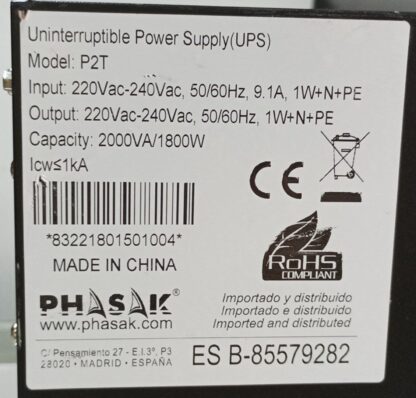 Uninterruptible Power Supply(UPS)
Model: P2T
Input: 220Vac-240Vac, 50/60Hz, 9.1A, 1W+N+PE
Output: 220Vac-240Vac, 50/60Hz, 1W+N+PE
Capacity: 2000VA/1800W
Icw≤1kA
CE
*83221801501004*
MADE IN CHINA
RoHS
COMPLIANT
PHASAK®
www.phasak.com
Importado y distribuido
Importado e distribuido
Imported and distributed
C/ Pensamiento 27 - E.I.3º, P3
28020 • MADRID • ESPAÑA
ES B-85579282